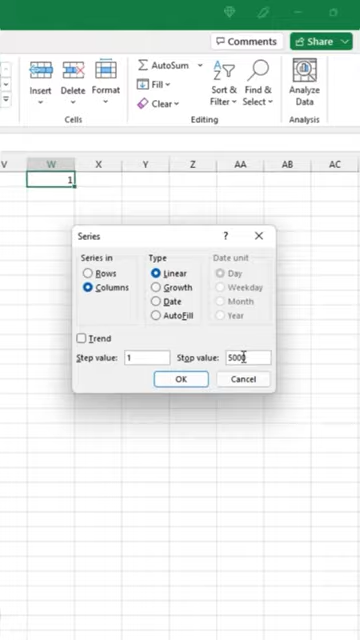 Comments
Share
AutoSum
Fill
Clear
Insert
Delete
Format
Sort &
Filter
Find &
Select
Analyze
Data
Cells
Editing
Analysis
V W X Y Z AA AB AC
1
Series
? 
Series in
Rows
Columns
Type
Linear
Growth
Date
AutoFill
Date unit
Day
Weekday
Month
Year
Trend
Step value: 1
Stop value: 5000
OK
Cancel